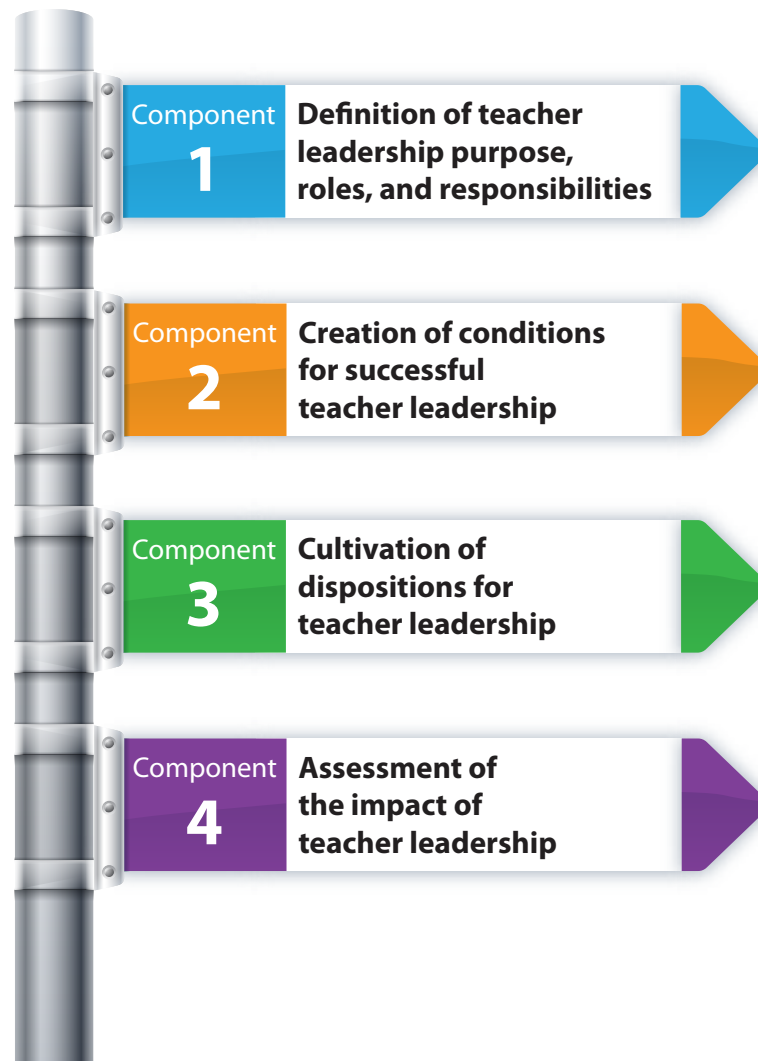 Component
1
Definition of teacher
leadership purpose,
roles, and responsibilities
Component
2
Creation of conditions
for successful
teacher leadership
Component
3
Cultivation of
dispositions for
teacher leadership
Component
4
Assessment of
the impact of
teacher leadership